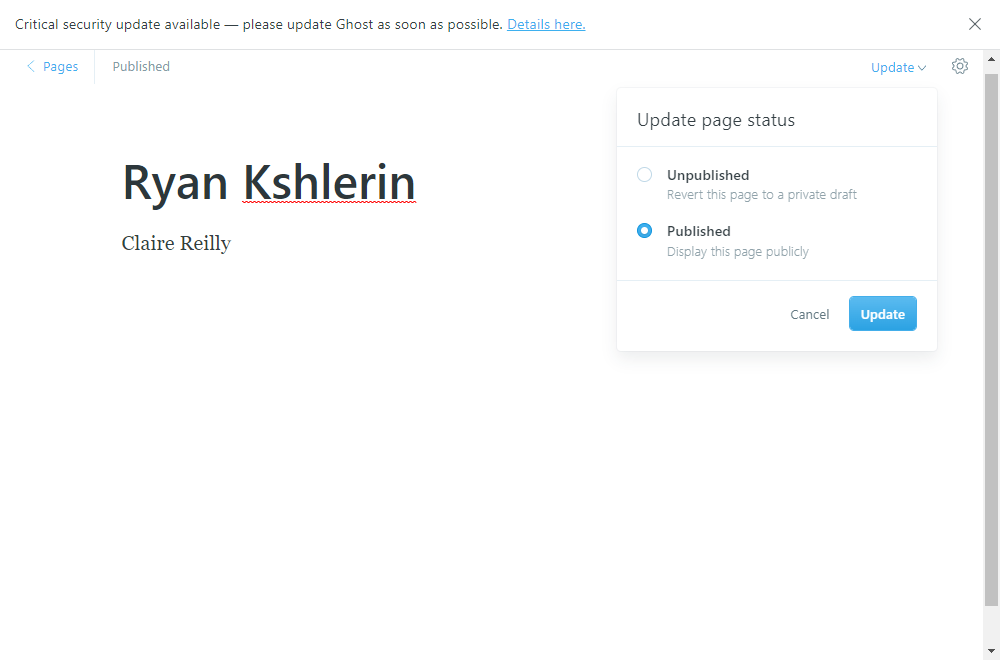 Critical security update available — please update Ghost as soon as possible. Details here.
Pages
Published
Update
Update page status
Unpublished
Revert this page to a private draft
Published
Display this page publicly
Cancel
Update
Ryan Kshlerin
Claire Reilly